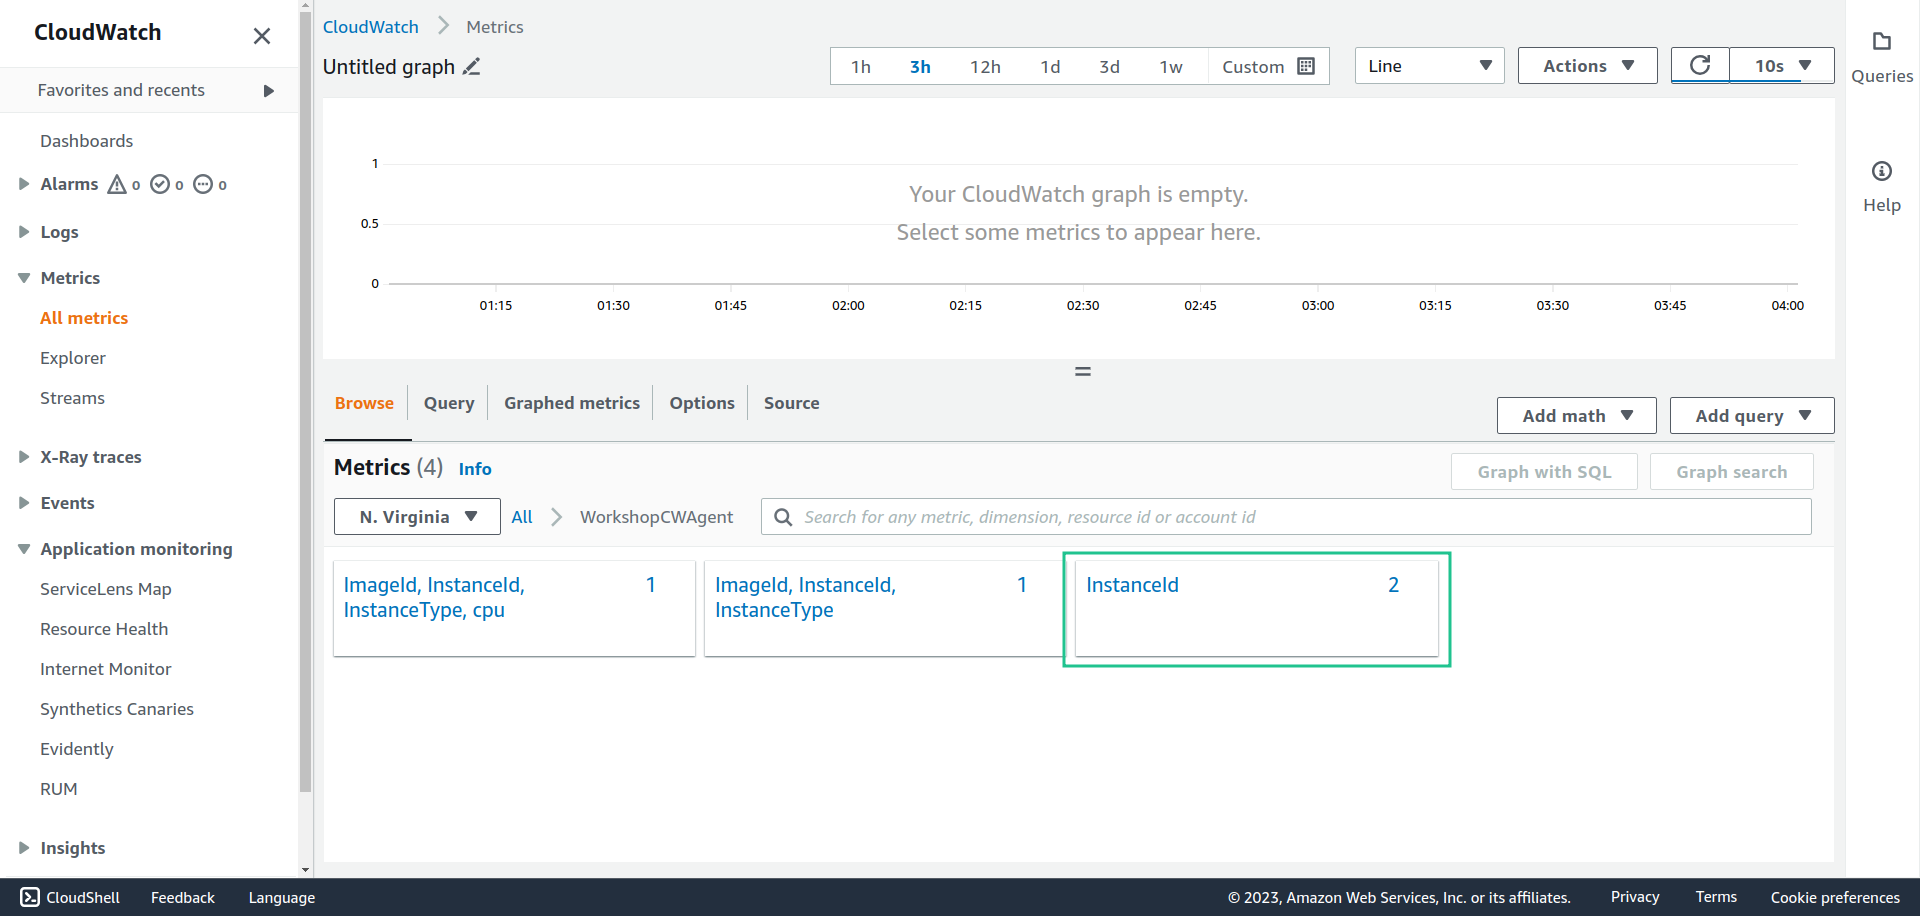 CloudWatch
Favorites and recents
Dashboards
Alarms 0 0 0
Logs
Metrics
All metrics
Explorer
Streams
X-Ray traces
Events
Application monitoring
ServiceLens Map
Resource Health
Internet Monitor
Synthetics Canaries
Evidently
RUM
Insights
CloudWatch Metrics
Untitled graph
1h 3h 12h 1d 3d 1w Custom
Line
Actions
10s
Queries
Help
1
0.5
0
Your CloudWatch graph is empty.
Select some metrics to appear here.
01:15 01:30 01:45 02:00 02:15 02:30 02:45 03:00 03:15 03:30 03:45 04:00
Browse Query Graphed metrics Options Source
Add math Add query
Metrics (4) Info
Graph with SQL Graph search
N. Virginia All WorkshopCWAgent Search for any metric, dimension, resource id or account id
ImageId, InstanceId, 1
InstanceType, cpu
ImageId, InstanceId, 1
InstanceType
InstanceId 2
CloudShell Feedback Language © 2023, Amazon Web Services, Inc. or its affiliates. Privacy Terms Cookie preferences